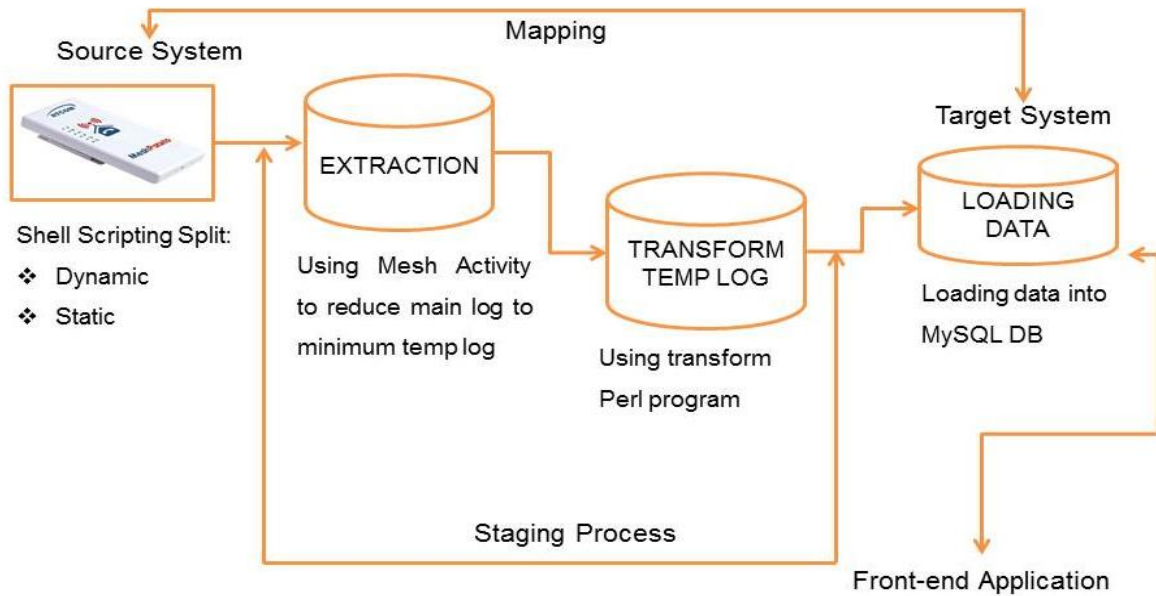 Mapping
Source System
ATCOM
MeshPotato
Shell Scripting Split:
❖ Dynamic
❖ Static
EXTRACTION
Using Mesh Activity
to reduce main log to
minimum temp log
TRANSFORM
TEMP LOG
Using transform
Perl program
Target System
LOADING
DATA
Loading data into
MySQL DB
Staging Process
Front-end Application